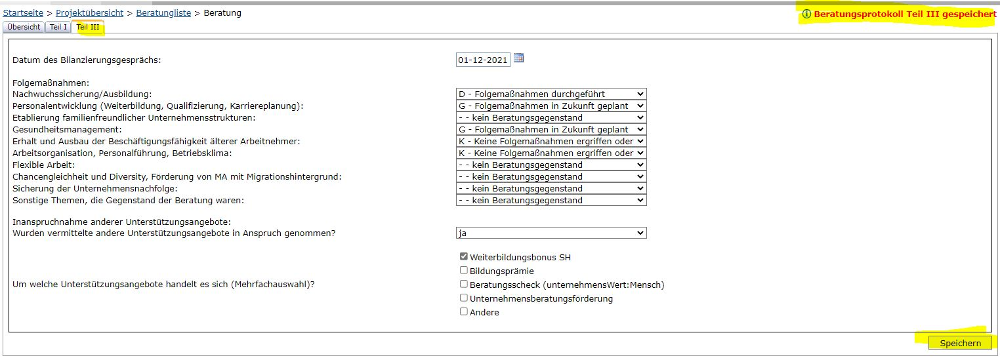 Startseite > Projektübersicht > Beratungliste > Beratung
Beratungsprotokoll Teil III gespeichert
Übersicht Teil I Teil III
Datum des Bilanzierungsgesprächs: 01-12-2021
Folgemaßnahmen:
Nachwuchssicherung/Ausbildung: D - Folgemaßnahmen durchgeführt
Personalentwicklung (Weiterbildung, Qualifizierung, Karriereplanung): G - Folgemaßnahmen in Zukunft geplant
Etablierung familienfreundlicher Unternehmensstrukturen: - - kein Beratungsgegenstand
Gesundheitsmanagement: G - Folgemaßnahmen in Zukunft geplant
Erhalt und Ausbau der Beschäftigungsfähigkeit älterer Arbeitnehmer: K - Keine Folgemaßnahmen ergriffen oder
Arbeitsorganisation, Personalführung, Betriebsklima: K - Keine Folgemaßnahmen ergriffen oder
Flexible Arbeit: - - kein Beratungsgegenstand
Chancengleichheit und Diversity, Förderung von MA mit Migrationshintergrund: - - kein Beratungsgegenstand
Sicherung der Unternehmensnachfolge: - - kein Beratungsgegenstand
Sonstige Themen, die Gegenstand der Beratung waren: - - kein Beratungsgegenstand
Inanspruchnahme anderer Unterstützungsangebote:
Wurden vermittelte andere Unterstützungsangebote in Anspruch genommen? ja
Weiterbildungsbonus SH
Bildungsprämie
Um welche Unterstützungsangebote handelt es sich (Mehrfachauswahl)? Beratungsscheck (unternehmensWert:Mensch)
Unternehmensberatungsförderung
Andere
Speichern